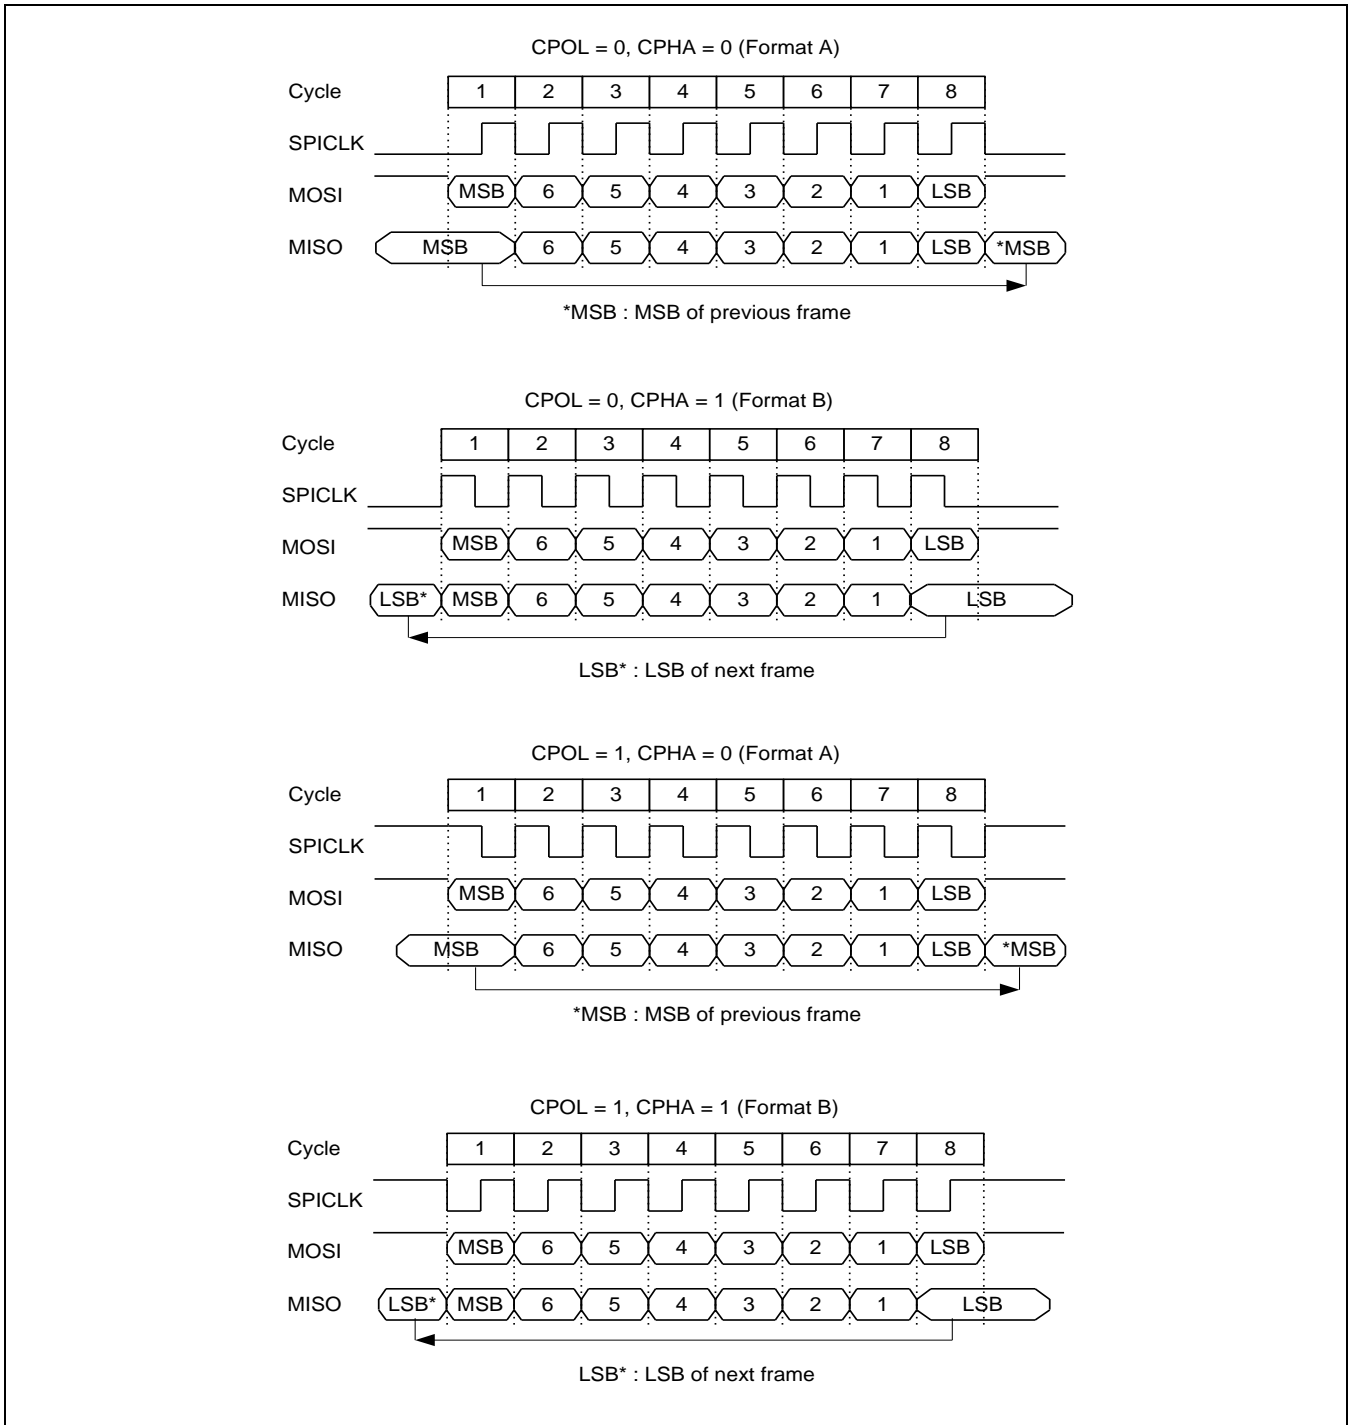 CPOL = 0, CPHA = 0 (Format A)
Cycle 1 2 3 4 5 6 7 8
SPICLK
MOSI MSB 6 5 4 3 2 1 LSB
MISO MSB 6 5 4 3 2 1 LSB *MSB
*MSB : MSB of previous frame
CPOL = 0, CPHA = 1 (Format B)
Cycle 1 2 3 4 5 6 7 8
SPICLK
MOSI MSB 6 5 4 3 2 1 LSB
MISO LSB* MSB 6 5 4 3 2 1 LSB
LSB* : LSB of next frame
CPOL = 1, CPHA = 0 (Format A)
Cycle 1 2 3 4 5 6 7 8
SPICLK
MOSI MSB 6 5 4 3 2 1 LSB
MISO MSB 6 5 4 3 2 1 LSB *MSB
*MSB : MSB of previous frame
CPOL = 1, CPHA = 1 (Format B)
Cycle 1 2 3 4 5 6 7 8
SPICLK
MOSI MSB 6 5 4 3 2 1 LSB
MISO LSB* MSB 6 5 4 3 2 1 LSB
LSB* : LSB of next frame